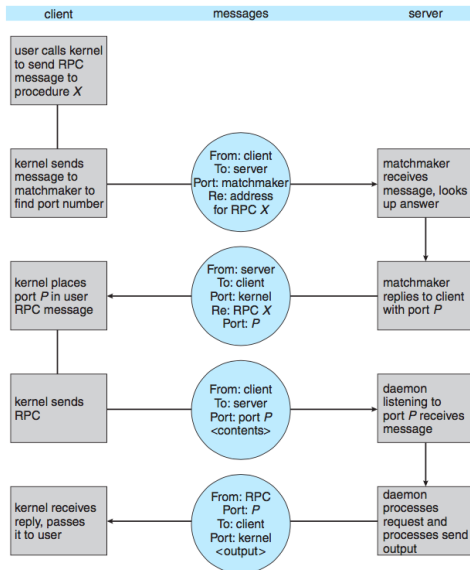 client
messages
server
user calls kernel
to send RPC
message to
procedure X
kernel sends
message to
matchmaker to
find port number
From: client
To: server
Port: matchmaker
Re: address
for RPC X
matchmaker
receives
message, looks
up answer
kernel places
port P in user
RPC message
From: server
To: client
Port: kernel
Re: RPC X
Port: P
matchmaker
replies to client
with port P
kernel sends
RPC
From: client
To: server
Port: port P
<contents>
daemon
listening to
port P receives
message
kernel receives
reply, passes
it to user
From: RPC
Port: P
To: client
Port: kernel
<output>
daemon
processes
request and
processes send
output